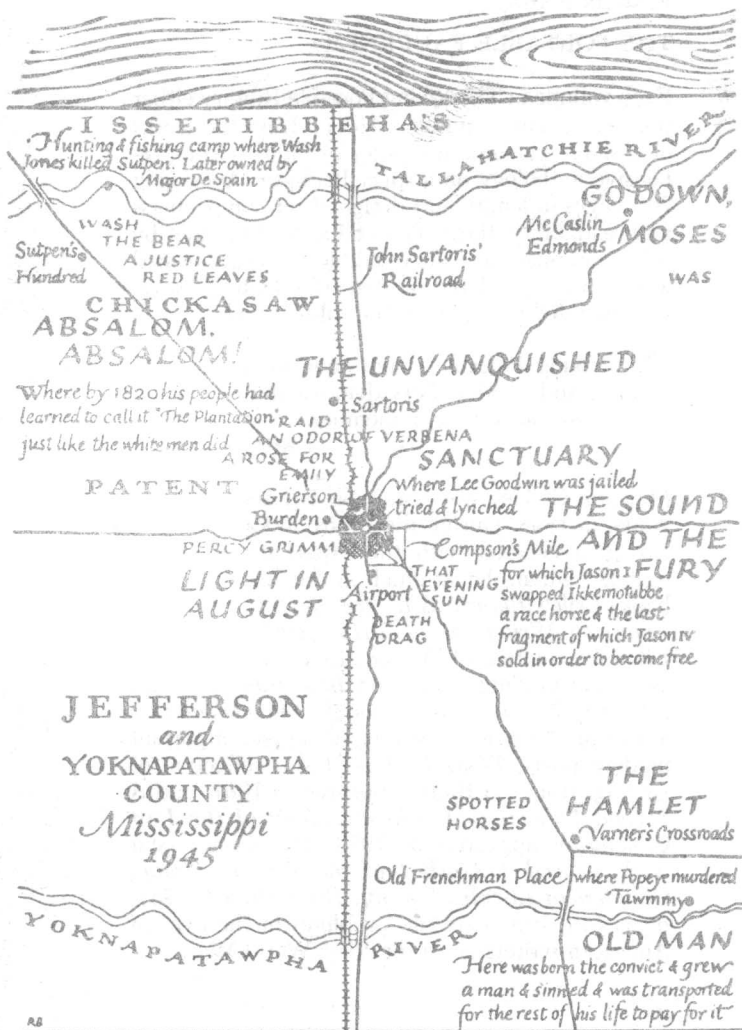 ISSETIBBEHA'S
Hunting & fishing camp where Wash
Jones killed Sutpen. Later owned by
Major De Spain
TALLAHATCHIE RIVER
GO DOWN,
MOSES
McCaslin
Edmonds
WAS
WASH
THE BEAR
A JUSTICE
RED LEAVES
Sutpen's
Hundred
John Sartoris'
Railroad
CHICKASAW
ABSALOM,
ABSALOM!
THE UNVANQUISHED
Where by 1820 his people had
learned to call it "The Plantation"
just like the white men did
Sartoris
RAID
AN ODOR OF VERBENA
A ROSE FOR
EMILY
PATENT
SANCTUARY
where Lee Goodwin was jailed
tried & lynched
Grierson
Burden
THE SOUND
AND THE
FURY
PERCY GRIMM
Compson's Mile
for which Jason I
swapped Ikkemotubbe
a race horse & the last
fragment of which Jason IV
sold in order to become free
LIGHT IN
AUGUST
Airport
THAT
EVENING
SUN
DEATH
DRAG
JEFFERSON
and
YOKNAPATAWPHA
COUNTY
Mississippi
1945
SPOTTED
HORSES
THE
HAMLET
Varner's Crossroads
Old Frenchman Place where Popeye murdered
Tawmmy
YOKNAPATAWPHA RIVER
OLD MAN
Here was born the convict & grew
a man & sinned & was transported
for the rest of his life to pay for it
RB